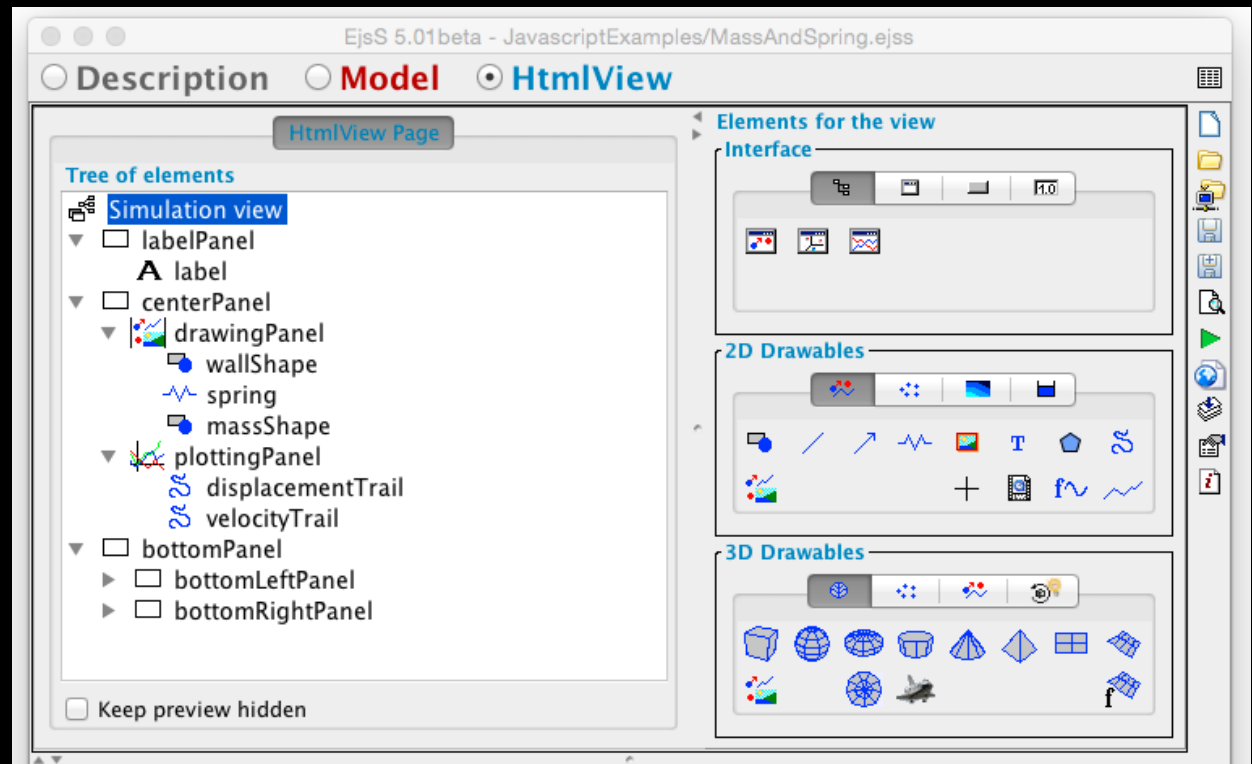 EjsS 5.01beta - JavascriptExamples/MassAndSpring.ejss
Description Model HtmlView
HtmlView Page
Tree of elements
Simulation view
labelPanel
A label
centerPanel
drawingPanel
wallShape
spring
massShape
plottingPanel
displacementTrail
velocityTrail
bottomPanel
bottomLeftPanel
bottomRightPanel
Keep preview hidden
Elements for the view
Interface
1.0
2D Drawables
T
f
3D Drawables
f
i